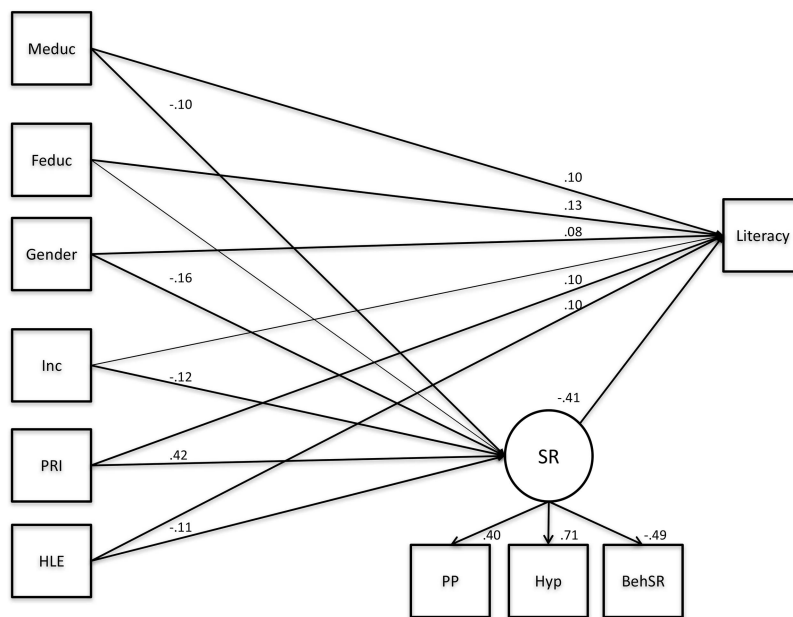 Meduc
-.10
Feduc
.10
.13
Literacy
Gender
.08
-.16
.10
.10
Inc
-.12
-.41
PRI
.42
SR
HLE
-.11
.40
.71
-.49
PP
Hyp
BehSR